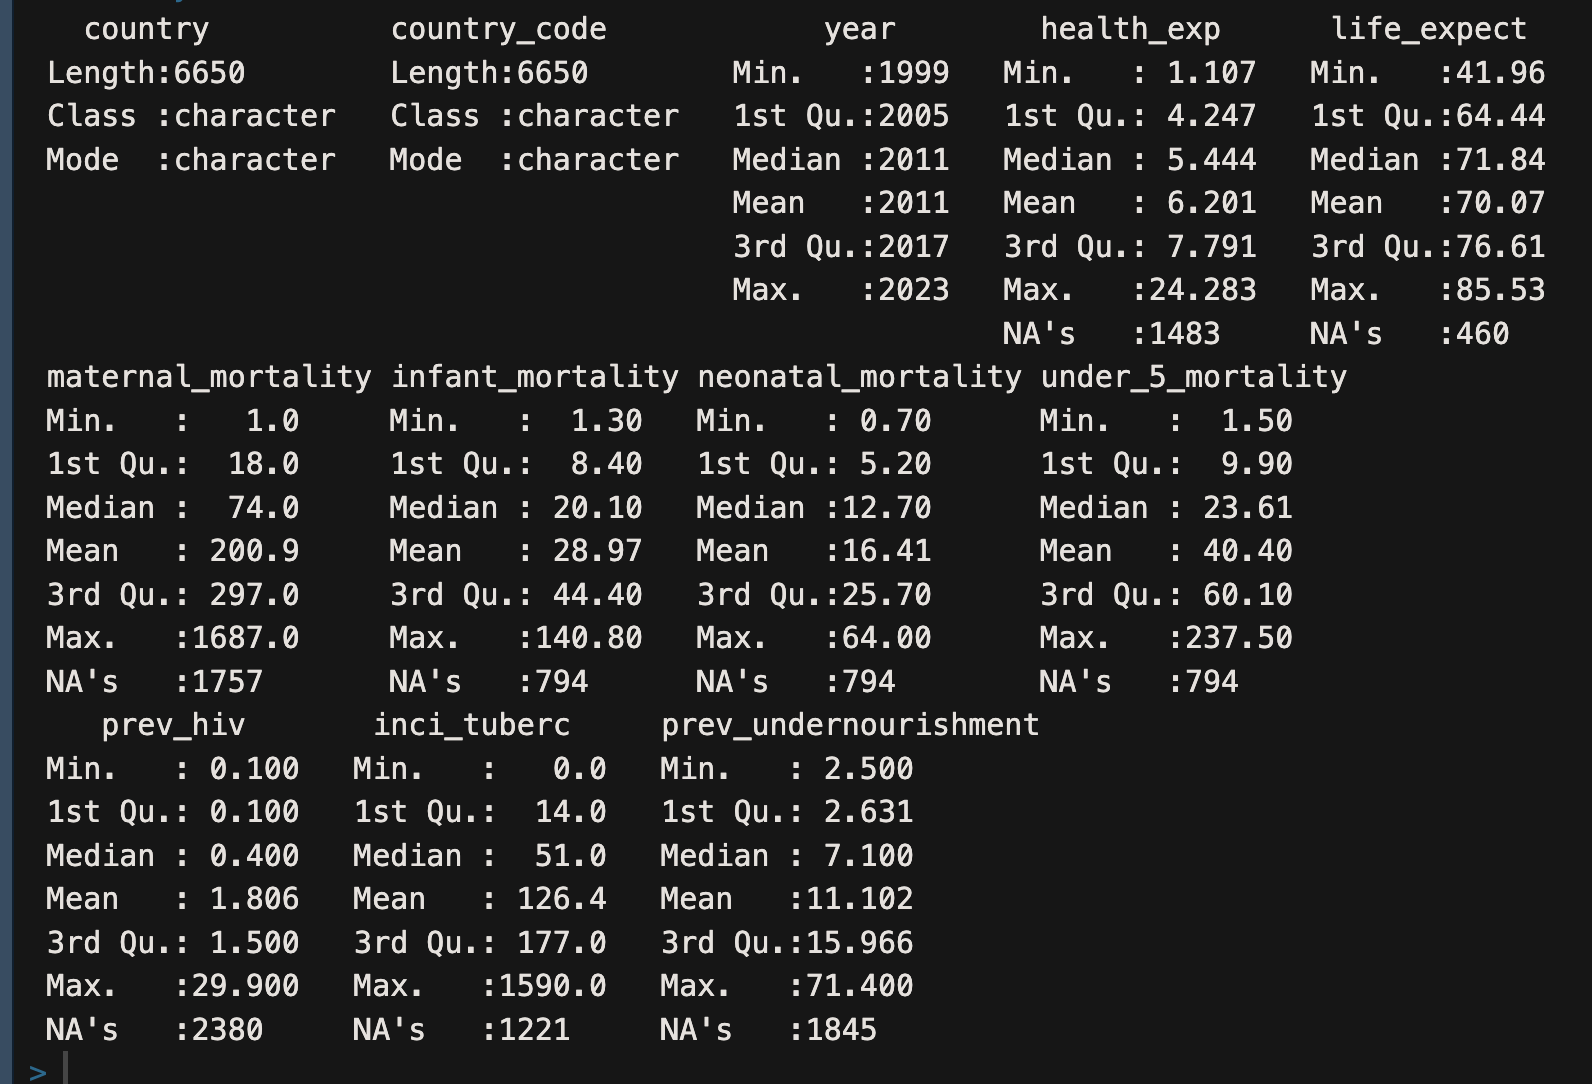 country          country_code            year        health_exp      life_expect
Length:6650        Length:6650        Min.   :1999   Min.   : 1.107   Min.   :41.96
Class :character   Class :character   1st Qu.:2005   1st Qu.: 4.247   1st Qu.:64.44
Mode  :character   Mode  :character   Median :2011   Median : 5.444   Median :71.84
                                      Mean   :2011   Mean   : 6.201   Mean   :70.07
                                      3rd Qu.:2017   3rd Qu.: 7.791   3rd Qu.:76.61
                                      Max.   :2023   Max.   :24.283   Max.   :85.53
                                                     NA's   :1483     NA's   :460
maternal_mortality infant_mortality neonatal_mortality under_5_mortality
Min.   :   1.0     Min.   :  1.30   Min.   : 0.70      Min.   :  1.50
1st Qu.:  18.0     1st Qu.:  8.40   1st Qu.: 5.20      1st Qu.:  9.90
Median :  74.0     Median : 20.10   Median :12.70      Median : 23.61
Mean   : 200.9     Mean   : 28.97   Mean   :16.41      Mean   : 40.40
3rd Qu.: 297.0     3rd Qu.: 44.40   3rd Qu.:25.70      3rd Qu.: 60.10
Max.   :1687.0     Max.   :140.80   Max.   :64.00      Max.   :237.50
NA's   :1757       NA's   :794      NA's   :794        NA's   :794
   prev_hiv       inci_tuberc     prev_undernourishment
Min.   : 0.100   Min.   :   0.0   Min.   : 2.500
1st Qu.: 0.100   1st Qu.:  14.0   1st Qu.: 2.631
Median : 0.400   Median :  51.0   Median : 7.100
Mean   : 1.806   Mean   : 126.4   Mean   :11.102
3rd Qu.: 1.500   3rd Qu.: 177.0   3rd Qu.:15.966
Max.   :29.900   Max.   :1590.0   Max.   :71.400
NA's   :2380     NA's   :1221     NA's   :1845
>